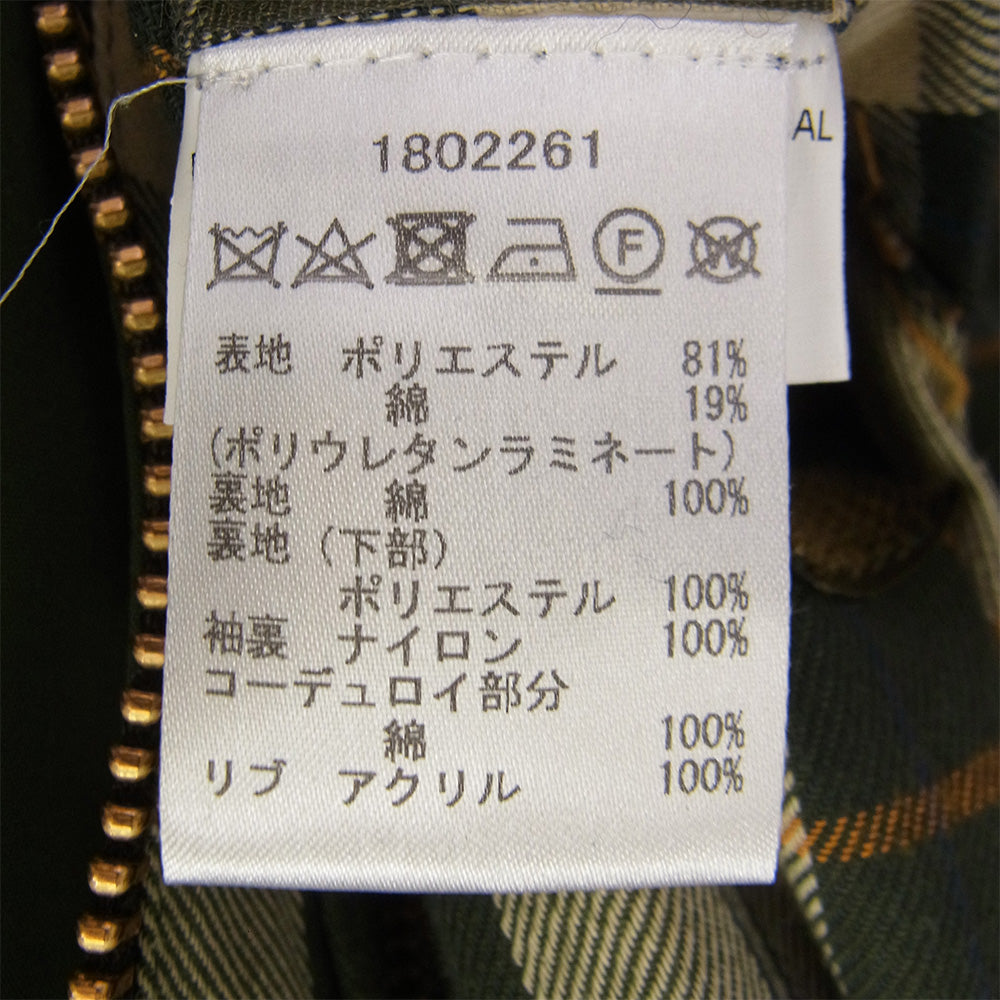 1802261
AL
F W
表地 ポリエステル 81%
綿 19%
(ポリウレタンラミネート)
裏地 綿 100%
裏地 (下部)
ポリエステル 100%
袖裏 ナイロン 100%
コーデュロイ部分
綿 100%
リブ アクリル 100%